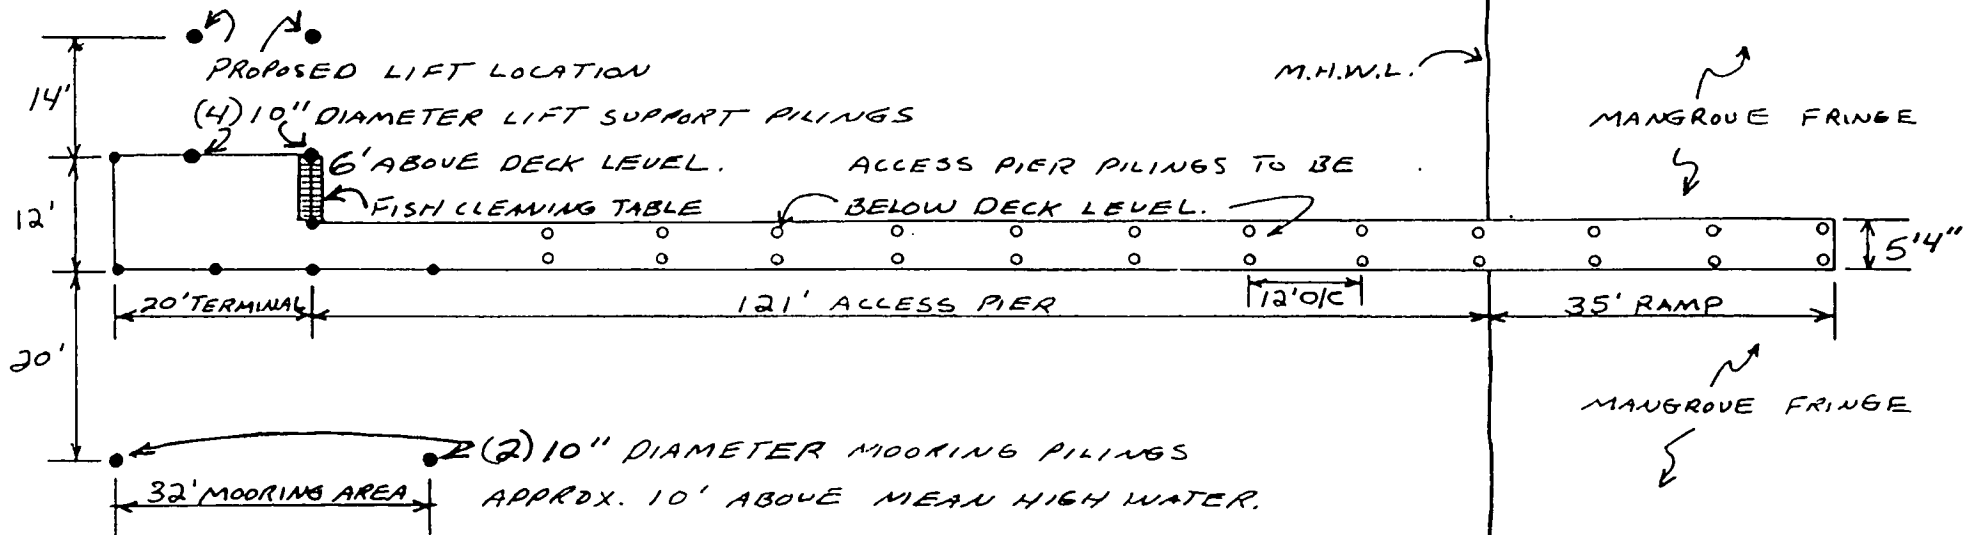 PROPOSED LIFT LOCATION
M.H.W.L.
14'
(4) 10" DIAMETER LIFT SUPPORT PILINGS
MANGROVE FRINGE
6' ABOVE DECK LEVEL.
ACCESS PIER PILINGS TO BE
BELOW DECK LEVEL.
12'
FISH CLEANING TABLE
5'4"
20' TERMINAL
121' ACCESS PIER
12' O/C
35' RAMP
20'
MANGROVE FRINGE
(2) 10" DIAMETER MOORING PILINGS
APPROX. 10' ABOVE MEAN HIGH WATER.
32' MOORING AREA